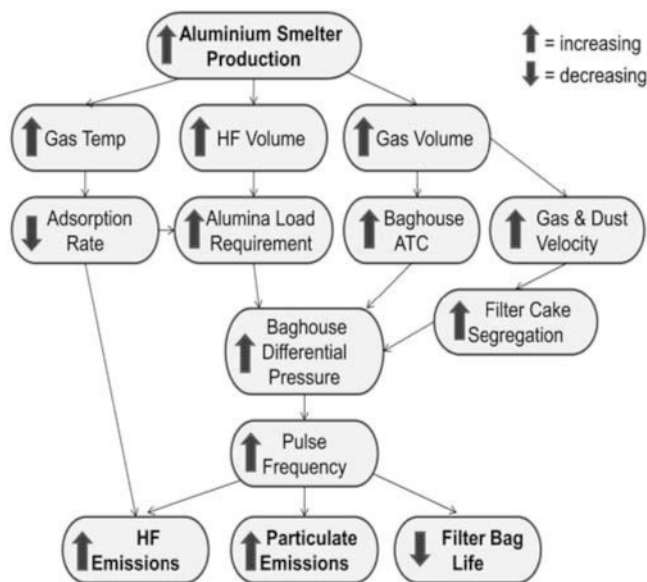 Aluminium Smelter
Production
= increasing
= decreasing
Gas Temp
HF Volume
Gas Volume
Adsorption
Rate
Alumina Load
Requirement
Baghouse
ATC
Gas & Dust
Velocity
Filter Cake
Segregation
Baghouse
Differential
Pressure
Pulse
Frequency
HF
Emissions
Particulate
Emissions
Filter Bag
Life